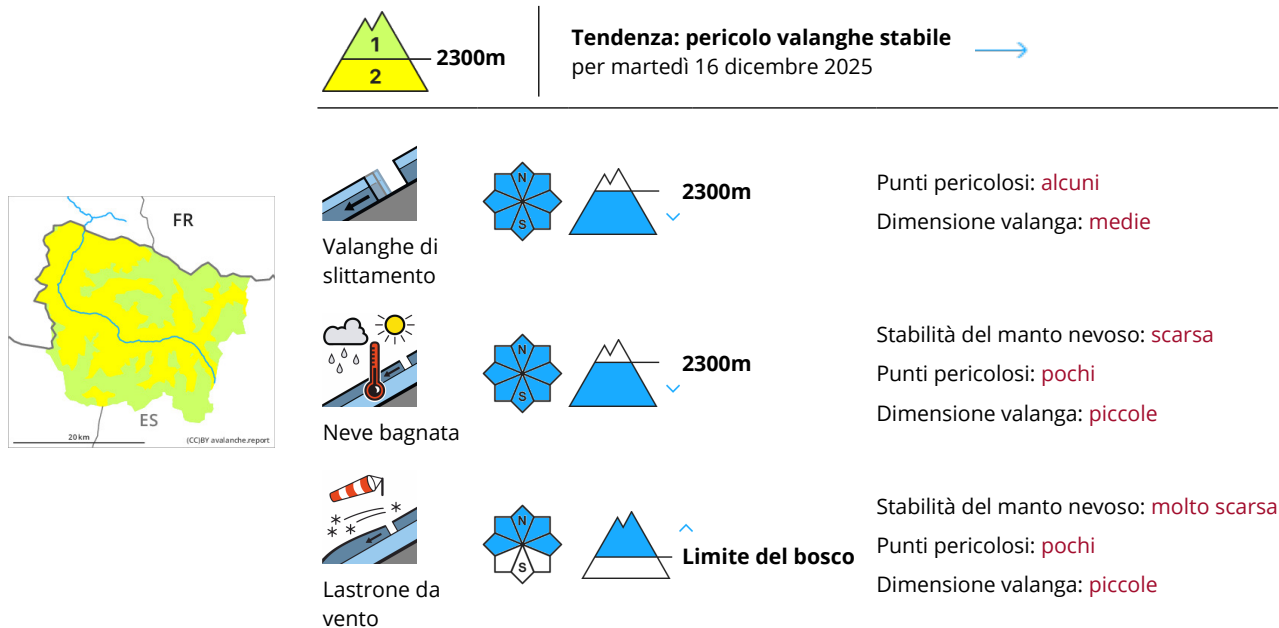 1
2
2300m
Tendenza: pericolo valanghe stabile
per martedì 16 dicembre 2025
FR
ES
20 km
(CC)BY avalanche.report
Valanghe di
slittamento
N
S
2300m
Punti pericolosi: alcuni
Dimensione valanga: medie
Neve bagnata
N
S
2300m
Stabilità del manto nevoso: scarsa
Punti pericolosi: pochi
Dimensione valanga: piccole
Lastrone da
vento
N
S
Limite del bosco
Stabilità del manto nevoso: molto scarsa
Punti pericolosi: pochi
Dimensione valanga: piccole